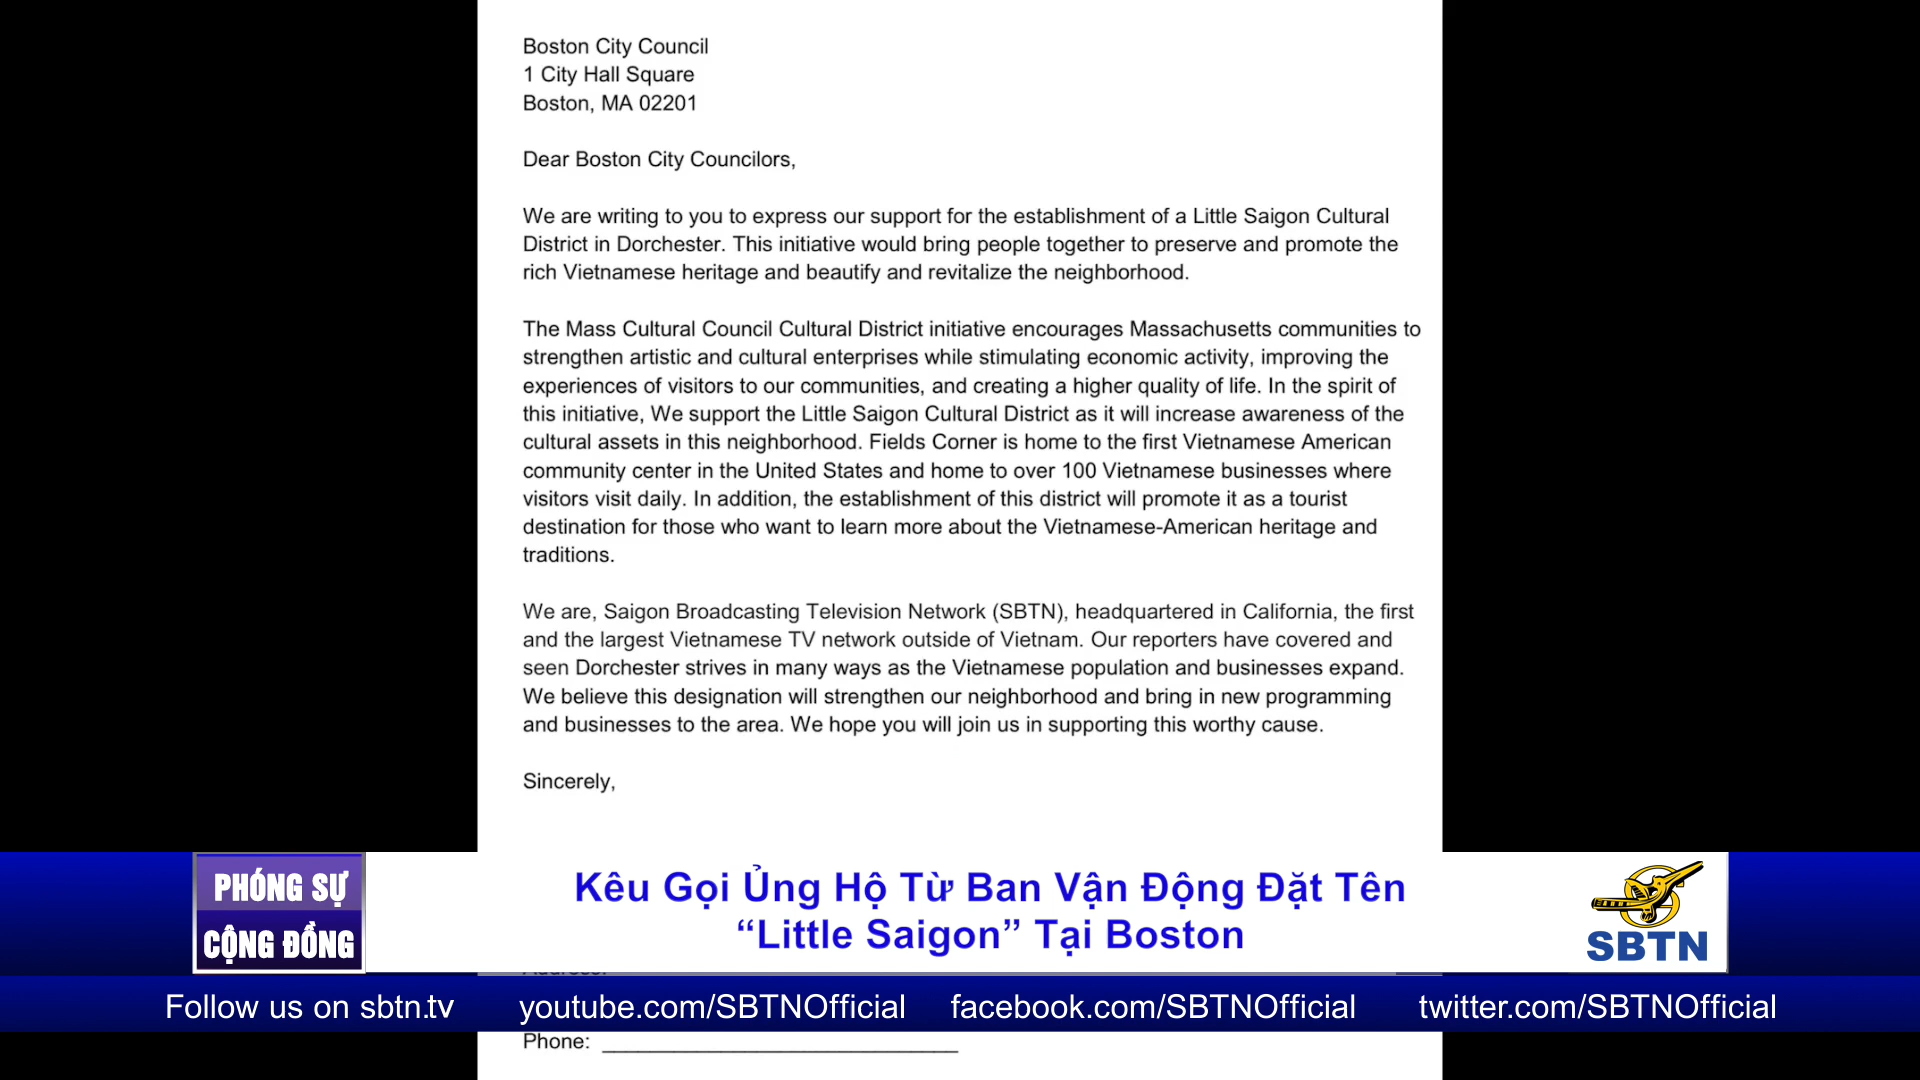 Boston City Council
1 City Hall Square
Boston, MA 02201
Dear Boston City Councilors,
We are writing to you to express our support for the establishment of a Little Saigon Cultural
District in Dorchester. This initiative would bring people together to preserve and promote the
rich Vietnamese heritage and beautify and revitalize the neighborhood.
The Mass Cultural Council Cultural District initiative encourages Massachusetts communities to
strengthen artistic and cultural enterprises while stimulating economic activity, improving the
experiences of visitors to our communities, and creating a higher quality of life. In the spirit of
this initiative, We support the Little Saigon Cultural District as it will increase awareness of the
cultural assets in this neighborhood. Fields Corner is home to the first Vietnamese American
community center in the United States and home to over 100 Vietnamese businesses where
visitors visit daily. In addition, the establishment of this district will promote it as a tourist
destination for those who want to learn more about the Vietnamese-American heritage and
traditions.
We are, Saigon Broadcasting Television Network (SBTN), headquartered in California, the first
and the largest Vietnamese TV network outside of Vietnam. Our reporters have covered and
seen Dorchester strives in many ways as the Vietnamese population and businesses expand.
We believe this designation will strengthen our neighborhood and bring in new programming
and businesses to the area. We hope you will join us in supporting this worthy cause.
Sincerely,
PHÓNG SỰ
CỘNG ĐỒNG
Kêu Gọi Ủng Hộ Từ Ban Vận Động Đặt Tên
“Little Saigon” Tại Boston
SBTN
Follow us on sbtn.tv youtube.com/SBTNOfficial facebook.com/SBTNOfficial twitter.com/SBTNOfficial
Phone: